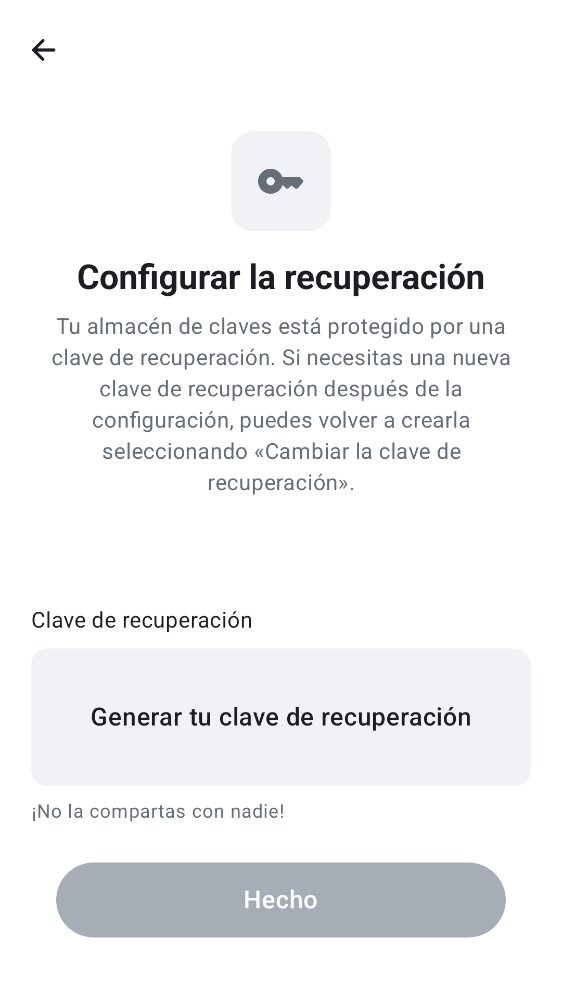 Configurar la recuperación
Tu almacén de claves está protegido por una
clave de recuperación. Si necesitas una nueva
clave de recuperación después de la
configuración, puedes volver a crearla
seleccionando «Cambiar la clave de
recuperación».
Clave de recuperación
Generar tu clave de recuperación
¡No la compartas con nadie!
Hecho